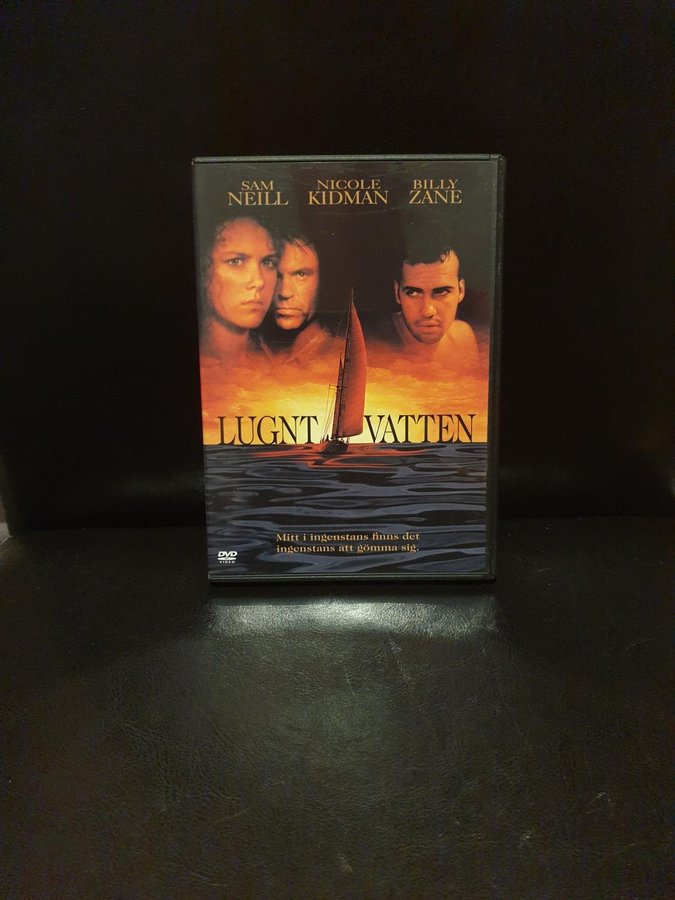 SAM NICOLE BILLY
NEILL KIDMAN ZANE
LUGNT VATTEN
Mitt i ingenstans finns det
ingenstans att gömma sig.
DVD
VIDEO